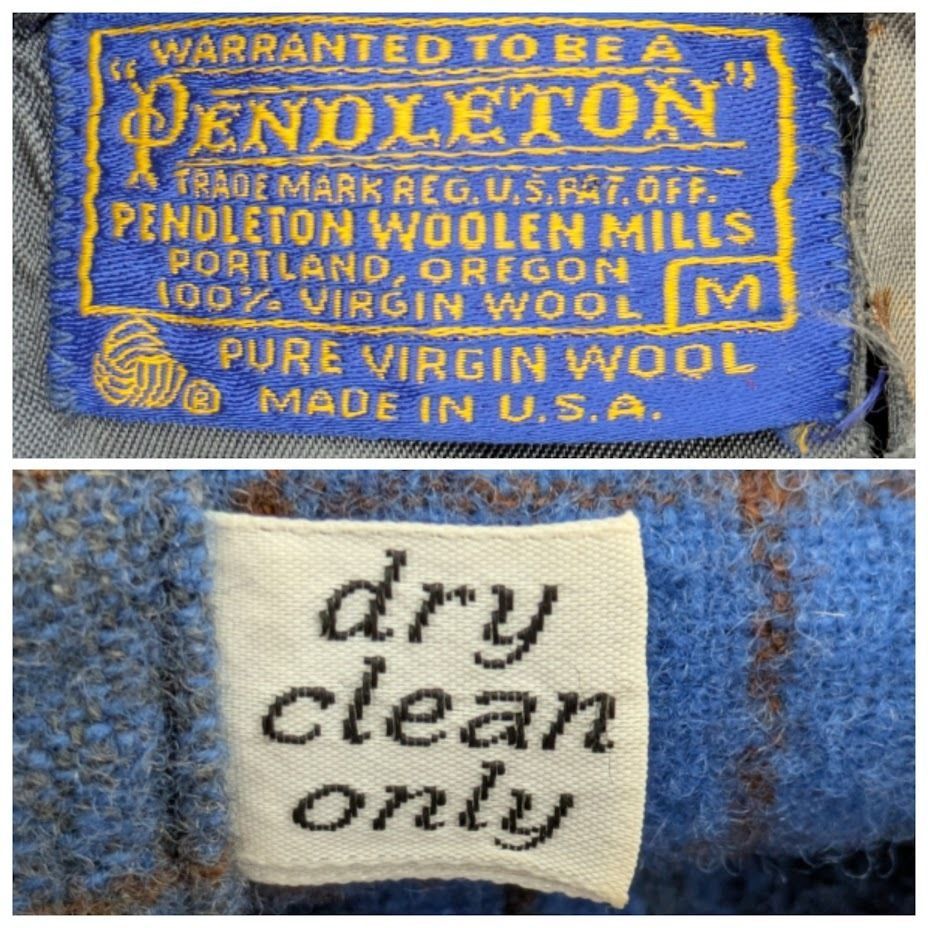 WARRANTED TO BE A
"PENDLETON"
TRADE MARK REG. U.S. PAT. OFF.
PENDLETON WOOLEN MILLS
PORTLAND, OREGON
100% VIRGIN WOOL
M
PURE VIRGIN WOOL
® MADE IN U.S.A.
dry
clean
only